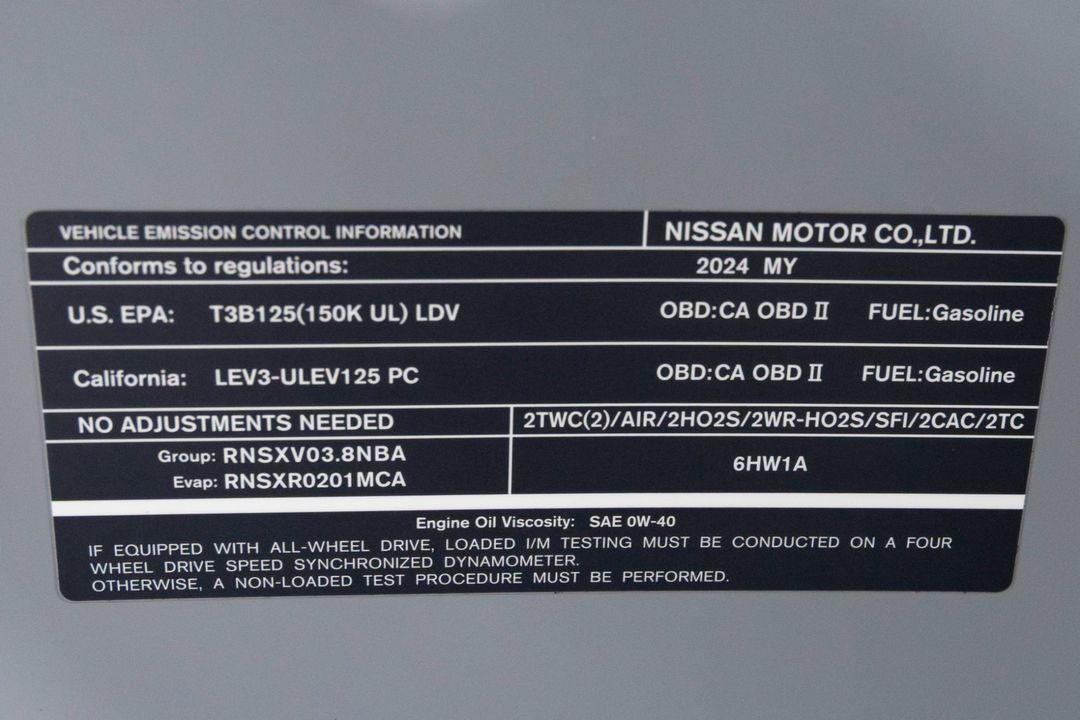 VEHICLE EMISSION CONTROL INFORMATION NISSAN MOTOR CO.,LTD.
Conforms to regulations: 2024 MY
U.S. EPA: T3B125(150K UL) LDV OBD:CA OBD II FUEL:Gasoline
California: LEV3-ULEV125 PC OBD:CA OBD II FUEL:Gasoline
NO ADJUSTMENTS NEEDED 2TWC(2)/AIR/2HO2S/2WR-HO2S/SFI/2CAC/2TC
Group: RNSXV03.8NBA
Evap: RNSXR0201MCA
6HW1A
Engine Oil Viscosity: SAE 0W-40
IF EQUIPPED WITH ALL-WHEEL DRIVE, LOADED I/M TESTING MUST BE CONDUCTED ON A FOUR
WHEEL DRIVE SPEED SYNCHRONIZED DYNAMOMETER.
OTHERWISE, A NON-LOADED TEST PROCEDURE MUST BE PERFORMED.